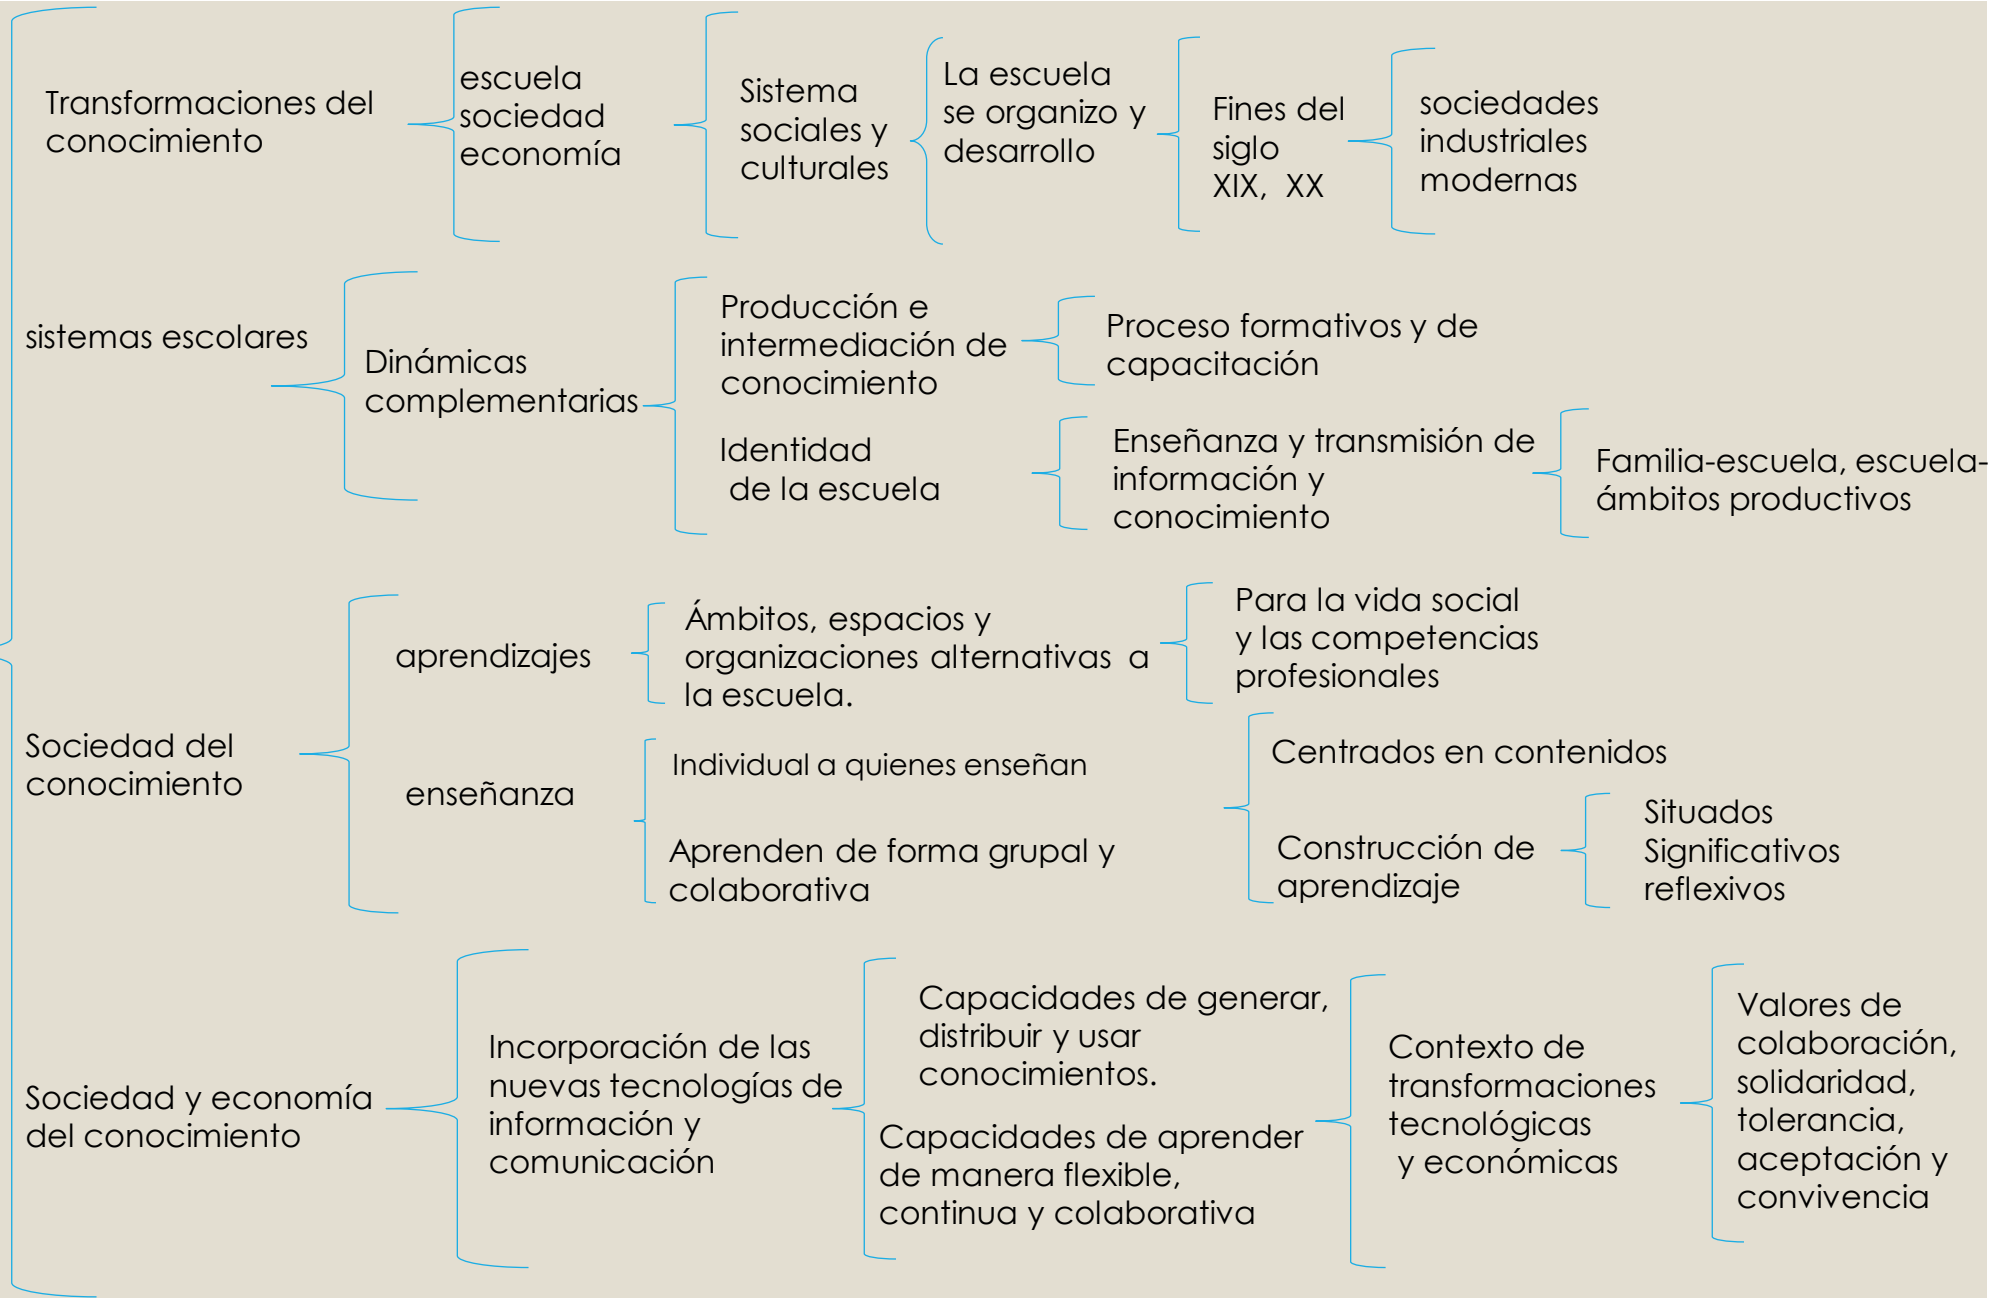 Transformaciones del
conocimiento
escuela
sociedad
economía
Sistema
sociales y
culturales
La escuela
se organizo y
desarrollo
Fines del
siglo
XIX, XX
sociedades
industriales
modernas
sistemas escolares
Dinámicas
complementarias
Producción e
intermediación de
conocimiento
Proceso formativos y de
capacitación
Identidad
de la escuela
Enseñanza y transmisión de
información y
conocimiento
Familia-escuela, escuela-
ámbitos productivos
Sociedad del
conocimiento
aprendizajes
Ámbitos, espacios y
organizaciones alternativas a
la escuela.
Para la vida social
y las competencias
profesionales
enseñanza
Individual a quienes enseñan
Aprenden de forma grupal y
colaborativa
Centrados en contenidos
Construcción de
aprendizaje
Situados
Significativos
reflexivos
Sociedad y economía
del conocimiento
Incorporación de las
nuevas tecnologías de
información y
comunicación
Capacidades de generar,
distribuir y usar
conocimientos.
Capacidades de aprender
de manera flexible,
continua y colaborativa
Contexto de
transformaciones
tecnológicas
y económicas
Valores de
colaboración,
solidaridad,
tolerancia,
aceptación y
convivencia